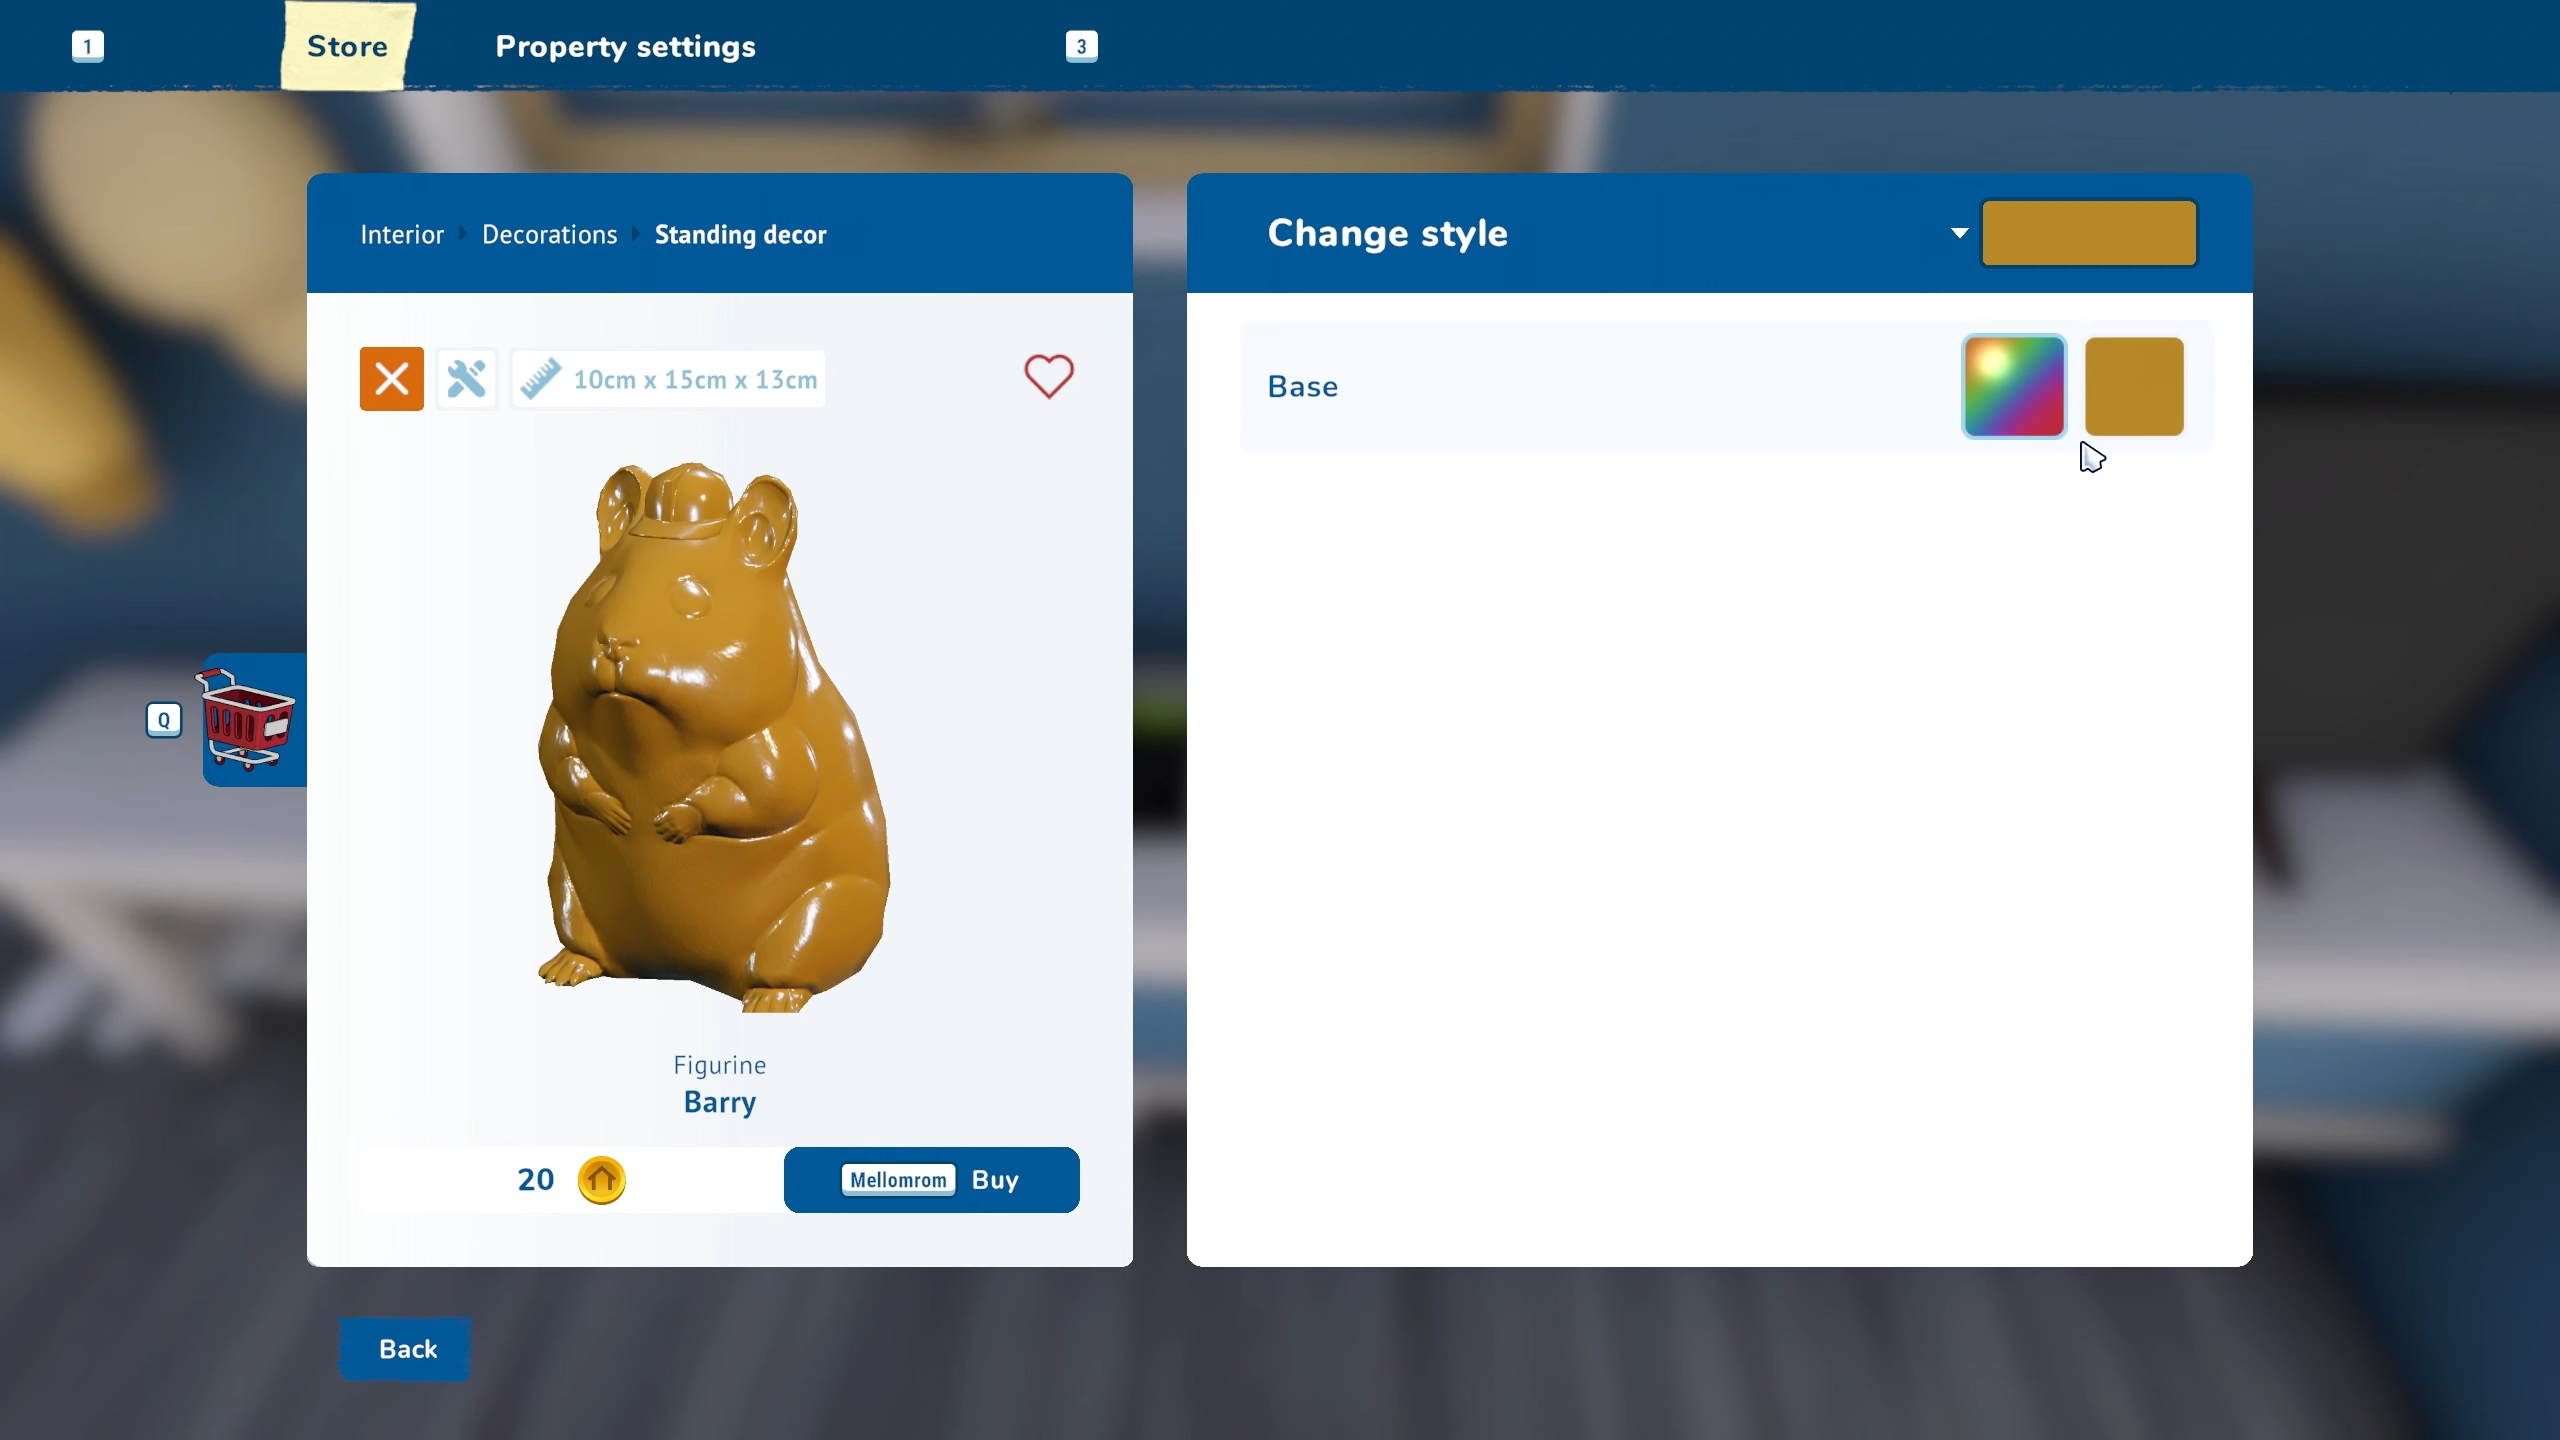 1
Store
Property settings
3
Interior
Decorations
Standing decor
Change style
10cm x 15cm x 13cm
Base
Q
Figurine
Barry
20
Mellomrom
Buy
Back